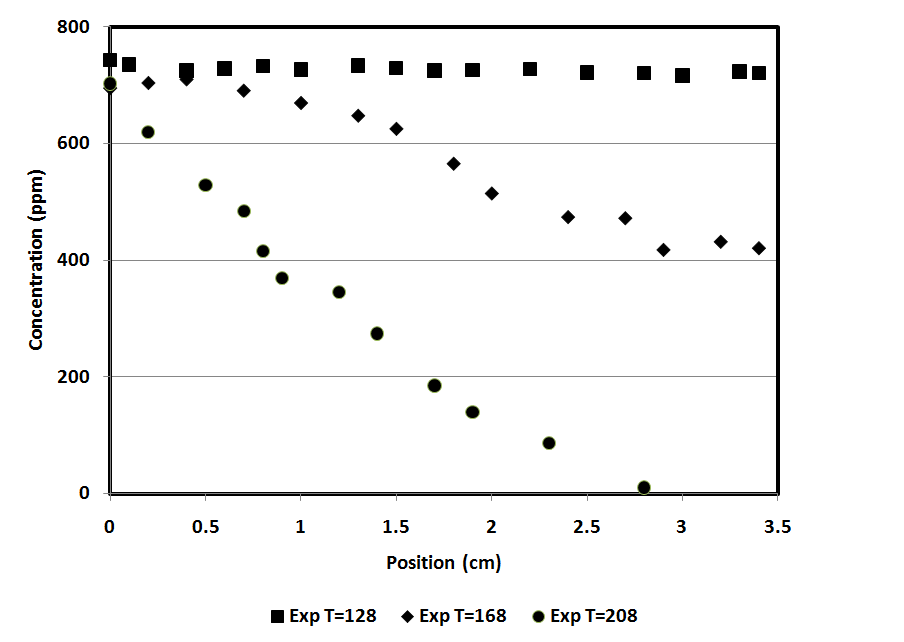 800
600
400
200
0
Concentration (ppm)
0 0.5 1 1.5 2 2.5 3 3.5
Position (cm)
Exp T=128 Exp T=168 Exp T=208